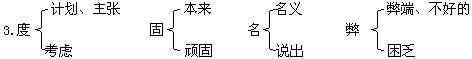 计划、主张 本来 名义 弊端、不好的
3.度 固 名 弊
考虑 顽固 说出 困乏